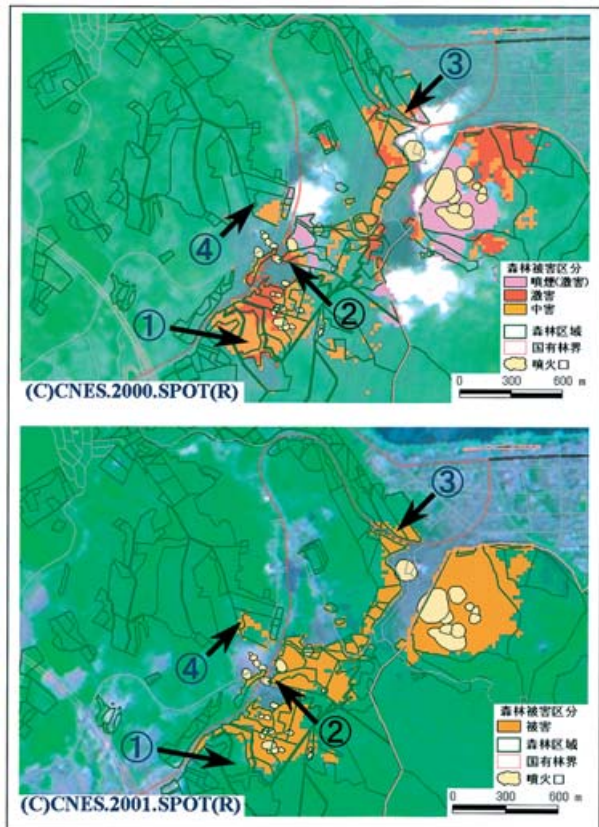 ③
④
②
①
森林被害区分
噴煙(激害)
激害
中害
森林区域
国有林界
噴火口
0 300 600 m
(C)CNES.2000.SPOT(R)
③
④
②
①
森林被害区分
被害
森林区域
国有林界
噴火口
0 300 600 m
(C)CNES.2001.SPOT(R)